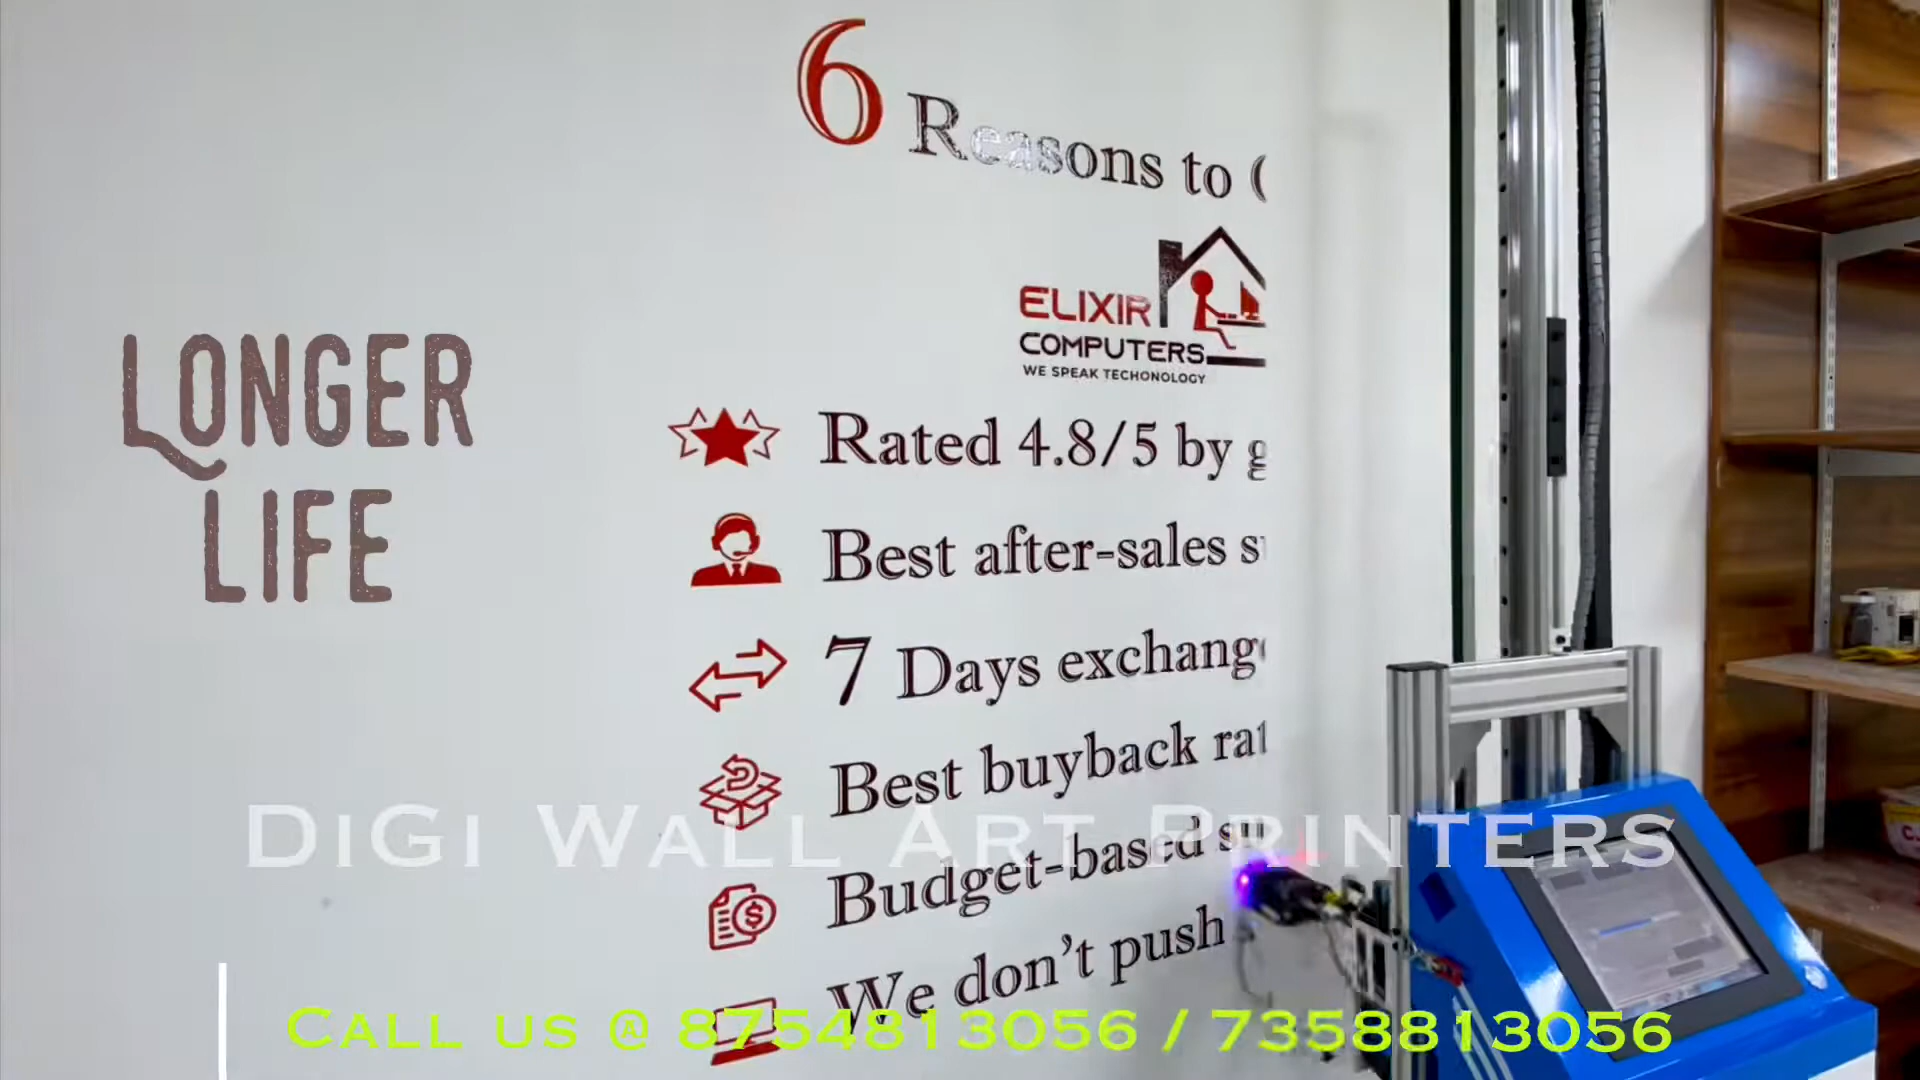 6 Reasons to
ELIXIR
COMPUTERS
WE SPEAK TECHONOLOGY
LONGER
LIFE
Rated 4.8/5 by
Best after-sales
7 Days exchang
Best buyback
DIGI WALL ART PRINTERS
Budget-based
We don't push
CALL US @ 8754813056 / 7358813056